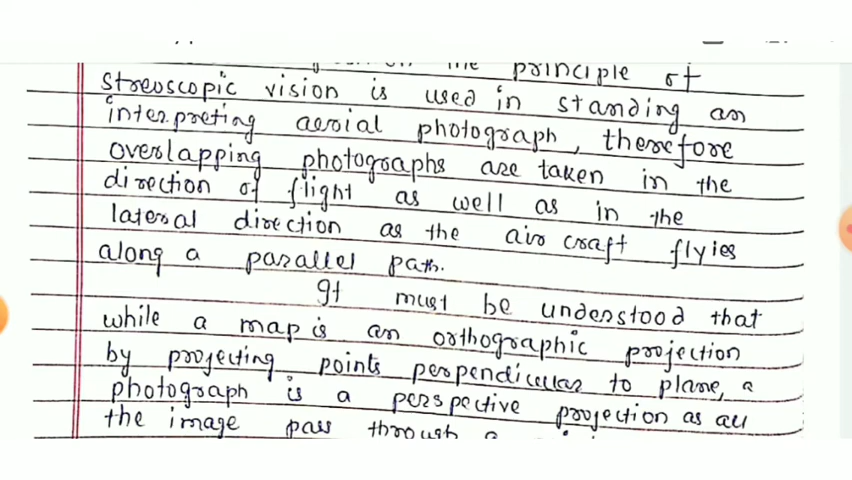 the principle of
streoscopic vision is used in standing an
interpreting aerial photograph, therefore
overlapping photographs are taken in the
direction of flight as well as in the
lateral direction as the air craft flyies
along a parallel path.
It must be understood that
while a map is an orthographic projection
by projecting points perpendicular to plane, a
photograph is a perspective projection as all
the image pass through a